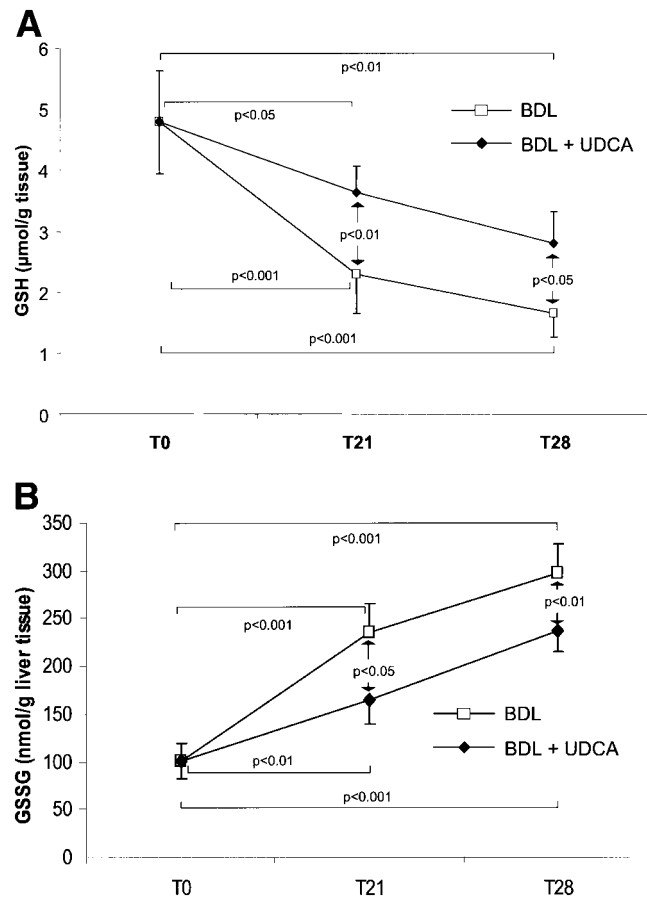 A
6
5
4
3
2
1
0
GSH (µmol/g tissue)
p<0.01
p<0.05
BDL
BDL + UDCA
p<0.01
p<0.05
p<0.001
p<0.001
T0 T21 T28
B
350
300
250
200
150
100
50
0
GSSG (nmol/g liver tissue)
p<0.001
p<0.001
p<0.01
p<0.05
BDL
BDL + UDCA
p<0.01
p<0.001
T0 T21 T28